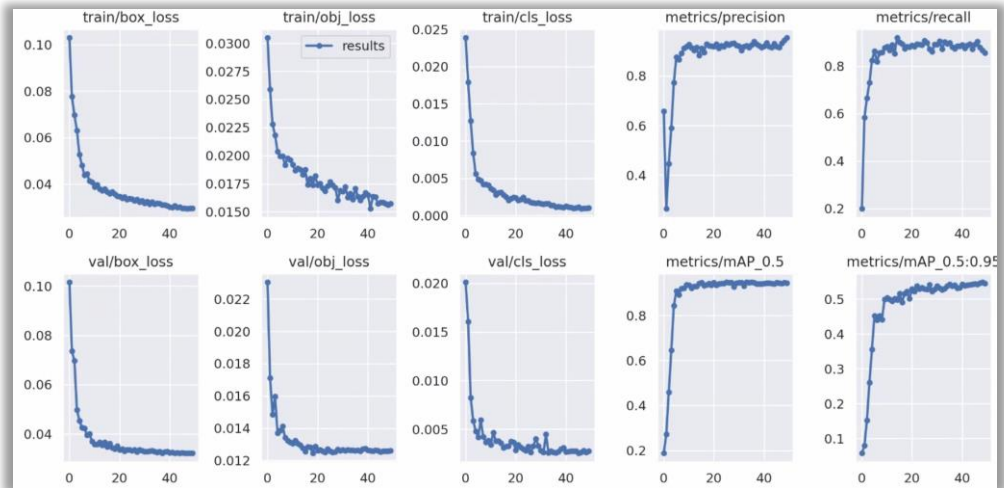 train/box_loss
train/obj_loss
train/cls_loss
metrics/precision
metrics/recall
0.10
0.08
0.06
0.04
0 20 40
0.0300
0.0275
0.0250
0.0225
0.0200
0.0175
0.0150
results
0 20 40
0.025
0.020
0.015
0.010
0.005
0.000
0 20 40
0.8
0.6
0.4
0 20 40
0.8
0.6
0.4
0.2
0 20 40
val/box_loss
val/obj_loss
val/cls_loss
metrics/mAP_0.5
metrics/mAP_0.5:0.95
0.10
0.08
0.06
0.04
0 20 40
0.022
0.020
0.018
0.016
0.014
0.012
0 20 40
0.020
0.015
0.010
0.005
0 20 40
0.8
0.6
0.4
0.2
0 20 40
0.5
0.4
0.3
0.2
0.1
0 20 40